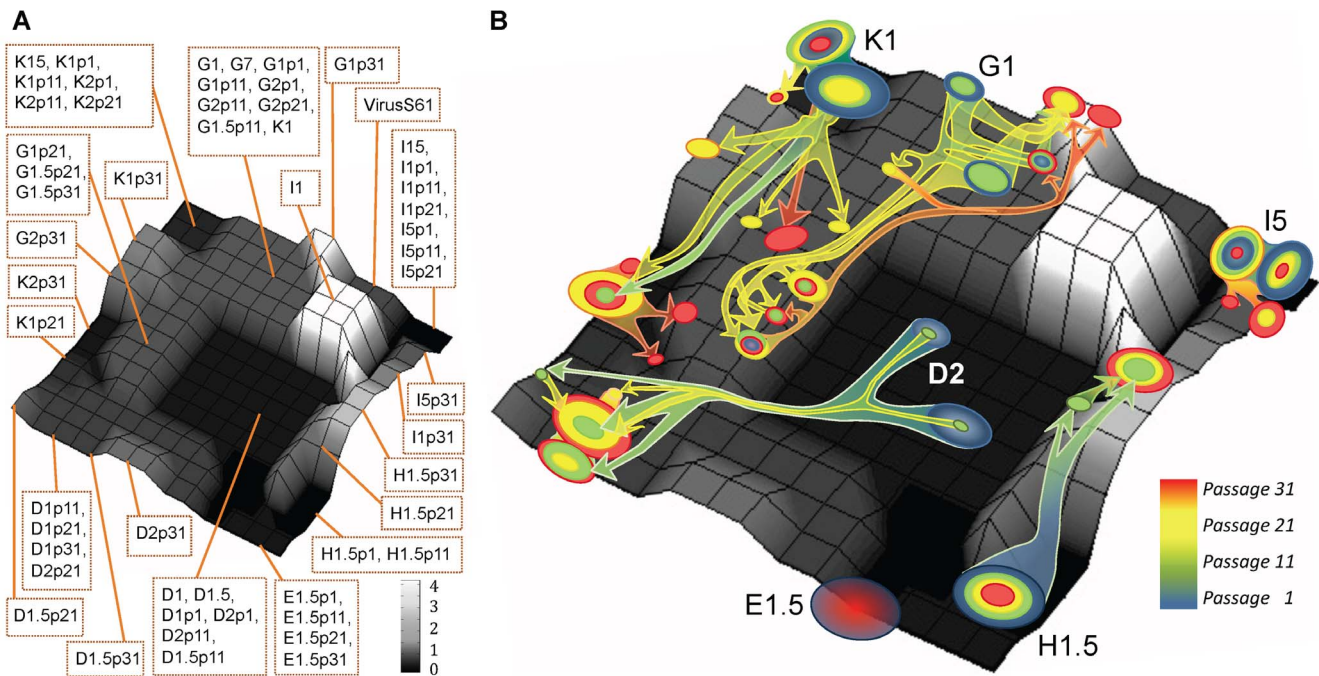 A
K15, K1p1,
K1p11, K2p1,
K2p11, K2p21
G1, G7, G1p1,
G1p11, G2p1,
G2p11, G2p21,
G1.5p11, K1
G1p31
VirusS61
I15,
I1p1,
I1p11,
I1p21,
I5p1,
I5p11,
I5p21
G1p21,
G1.5p21,
G1.5p31
K1p31
I1
G2p31
K2p31
K1p21
I5p31
I1p31
H1.5p31
H1.5p21
H1.5p1, H1.5p11
D1p11,
D1p21,
D1p31,
D2p21
D2p31
D1.5p21
D1.5p31
D1, D1.5,
D1p1, D2p1,
D2p11,
D1.5p11
E1.5p1,
E1.5p11,
E1.5p21,
E1.5p31
4
3
2
1
0
B
K1
G1
I5
D2
E1.5
H1.5
Passage 31
Passage 21
Passage 11
Passage 1